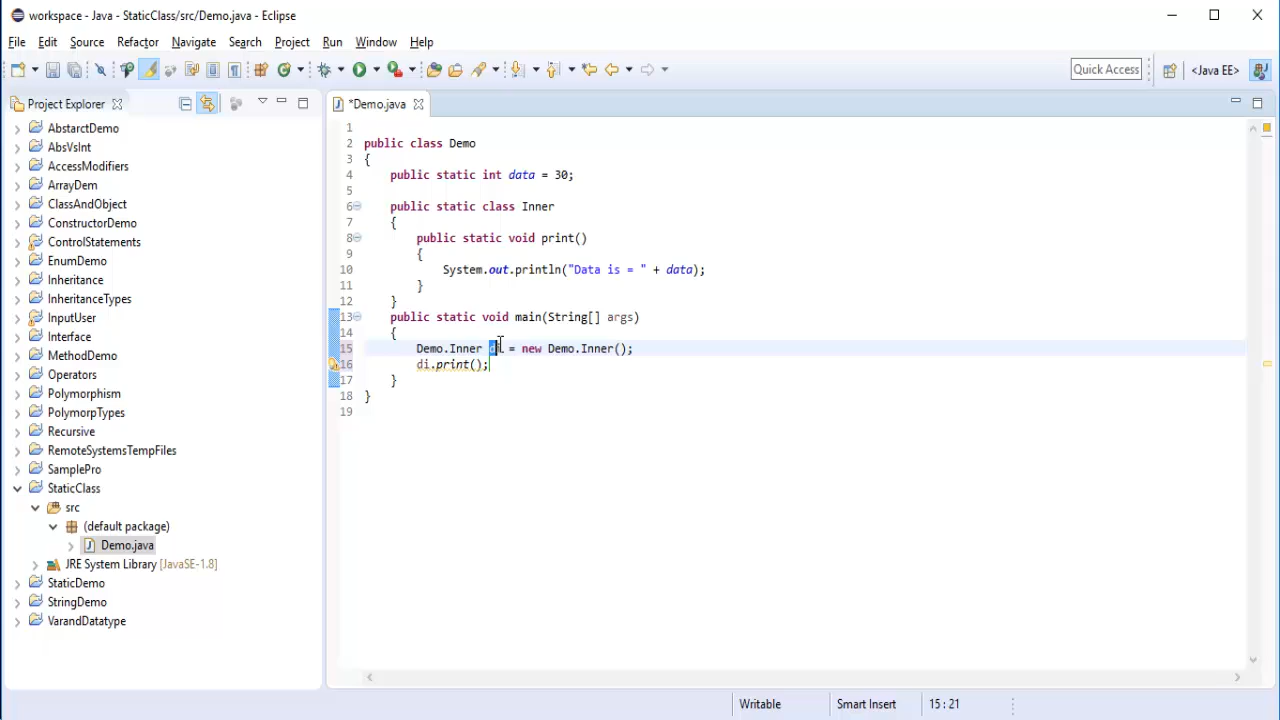 workspace - Java - StaticClass/src/Demo.java - Eclipse
File Edit Source Refactor Navigate Search Project Run Window Help
Quick Access <Java EE>
Project Explorer
*Demo.java
AbstarctDemo
AbsVsInt
AccessModifiers
ArrayDem
ClassAndObject
ConstructorDemo
ControlStatements
EnumDemo
Inheritance
InheritanceTypes
InputUser
Interface
MethodDemo
Operators
Polymorphism
PolymorpTypes
Recursive
RemoteSystemsTempFiles
SamplePro
StaticClass
src
(default package)
Demo.java
JRE System Library [JavaSE-1.8]
StaticDemo
StringDemo
VarandDatatype
1
2 public class Demo
3 {
4 public static int data = 30;
5
6 public static class Inner
7 {
8 public static void print()
9 {
10 System.out.println("Data is = " + data);
11 }
12 }
13 public static void main(String[] args)
14 {
15 Demo.Inner di = new Demo.Inner();
16 di.print();
17 }
18 }
19
Writable Smart Insert 15 : 21